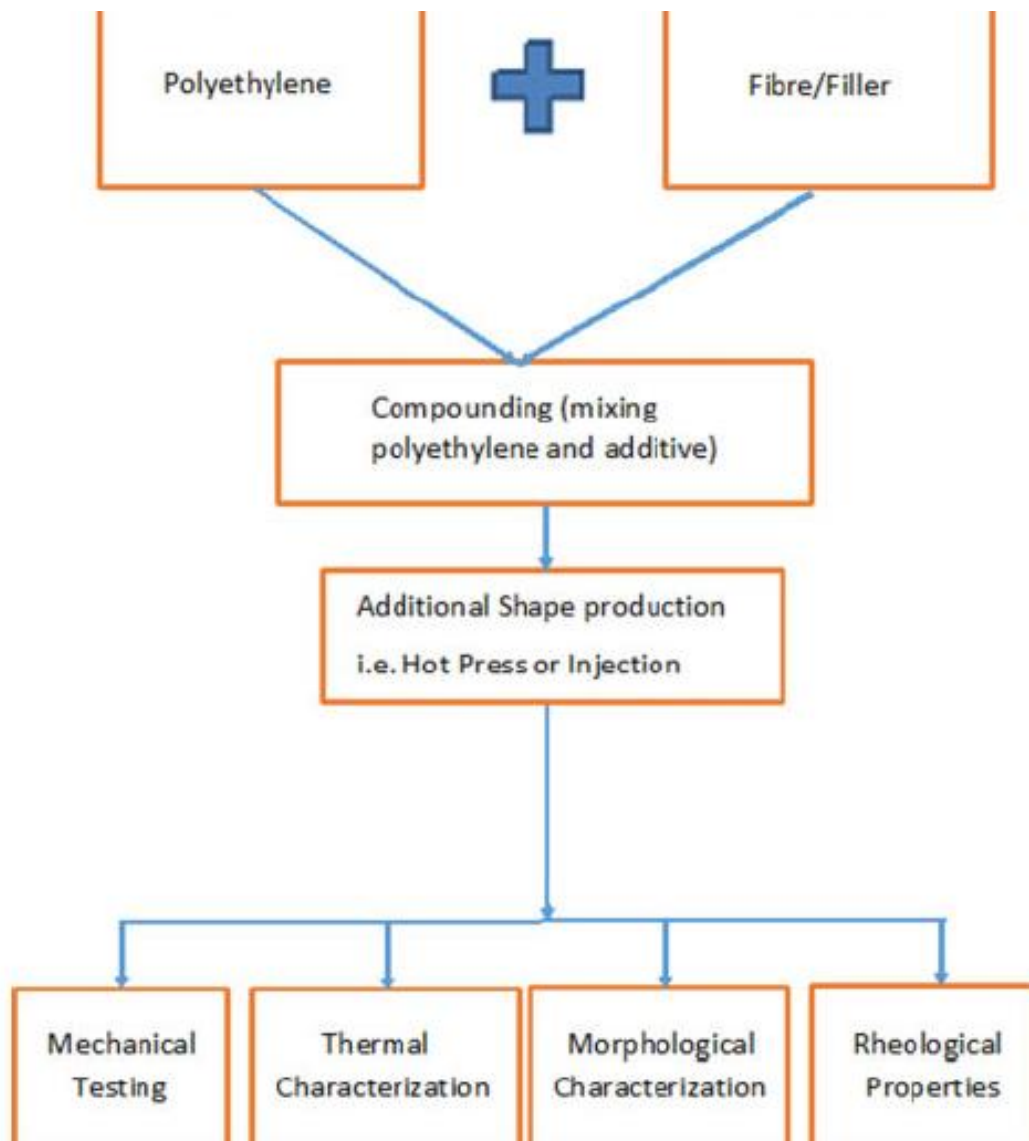 Polyethylene
Fibre/Filler
Compounding (mixing
polyethylene and additive)
Additional Shape production
i.e. Hot Press or Injection
Mechanical
Testing
Thermal
Characterization
Morphological
Characterization
Rheological
Properties